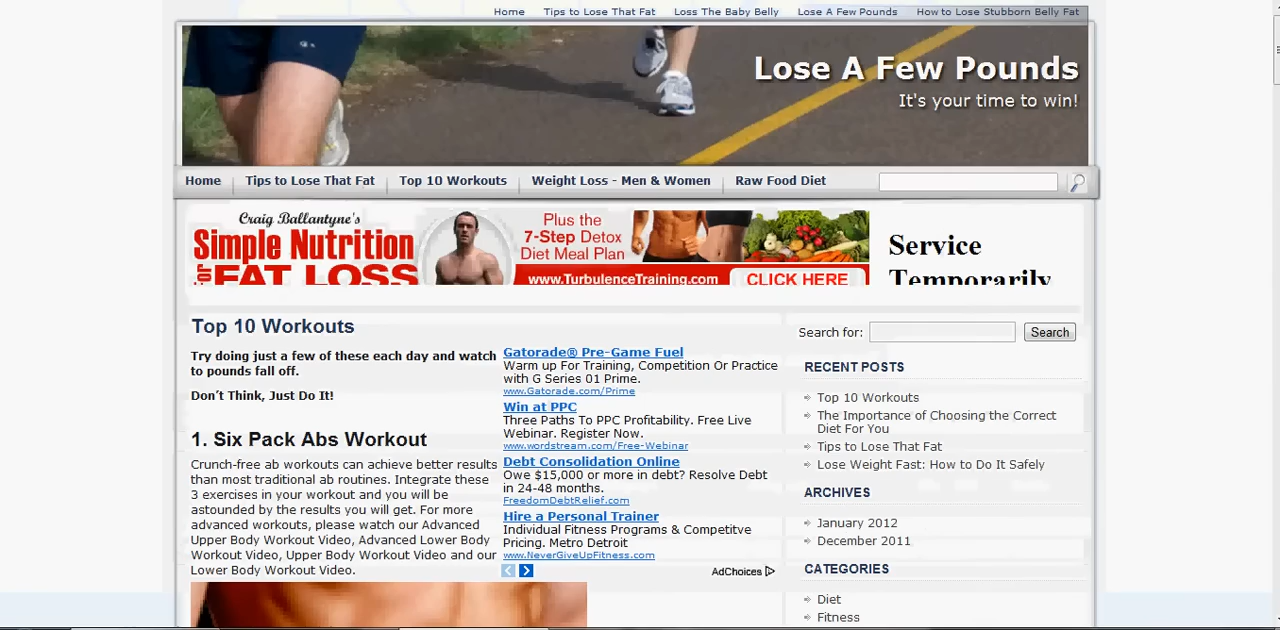 Home Tips to Lose That Fat Loss The Baby Belly Lose A Few Pounds How to Lose Stubborn Belly Fat
Lose A Few Pounds
It's your time to win!
Home Tips to Lose That Fat Top 10 Workouts Weight Loss - Men & Women Raw Food Diet
Craig Ballantyne's
Simple Nutrition
FOR FAT LOSS
Plus the
7-Step Detox
Diet Meal Plan
www.TurbulenceTraining.com CLICK HERE
Service
Temporarily
Top 10 Workouts
Try doing just a few of these each day and watch
to pounds fall off.
Don't Think, Just Do It!
1. Six Pack Abs Workout
Crunch-free ab workouts can achieve better results
than most traditional ab routines. Integrate these
3 exercises in your workout and you will be
astounded by the results you will get. For more
advanced workouts, please watch our Advanced
Upper Body Workout Video, Advanced Lower Body
Workout Video, Upper Body Workout Video and our
Lower Body Workout Video.
Gatorade® Pre-Game Fuel
Warm up For Training, Competition Or Practice
with G Series 01 Prime.
www.Gatorade.com/Prime
Win at PPC
Three Paths To PPC Profitability. Free Live
Webinar. Register Now.
www.wordstream.com/Free-Webinar
Debt Consolidation Online
Owe $15,000 or more in debt? Resolve Debt
in 24-48 months.
FreedomDebtRelief.com
Hire a Personal Trainer
Individual Fitness Programs & Competitve
Pricing. Metro Detroit
www.NeverGiveUpFitness.com
AdChoices
Search for: Search
RECENT POSTS
Top 10 Workouts
The Importance of Choosing the Correct
Diet For You
Tips to Lose That Fat
Lose Weight Fast: How to Do It Safely
ARCHIVES
January 2012
December 2011
CATEGORIES
Diet
Fitness